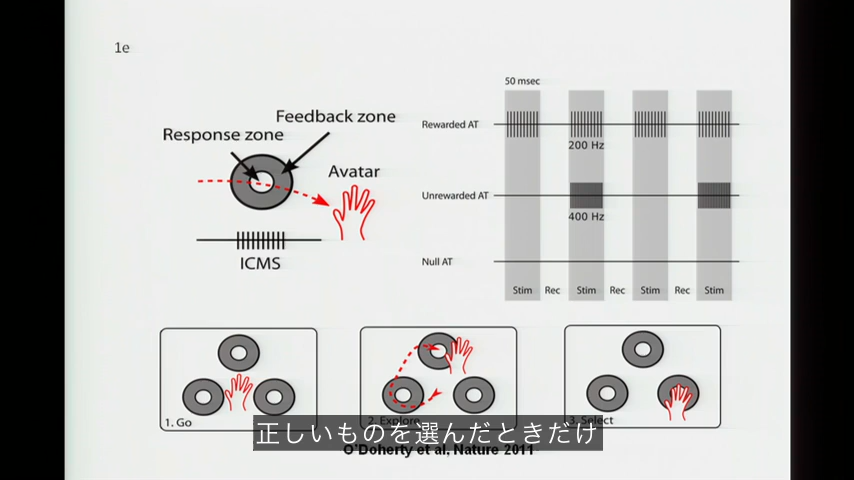 1e
50 msec
Feedback zone
Response zone
Avatar
ICMS
Rewarded AT
200 Hz
Unrewarded AT
400 Hz
Null AT
Stim Rec Stim Rec Stim Rec Stim
1. Go
2. Explore
3. Select
正しいものを選んだときだけ
O'Doherty et al, Nature 2011